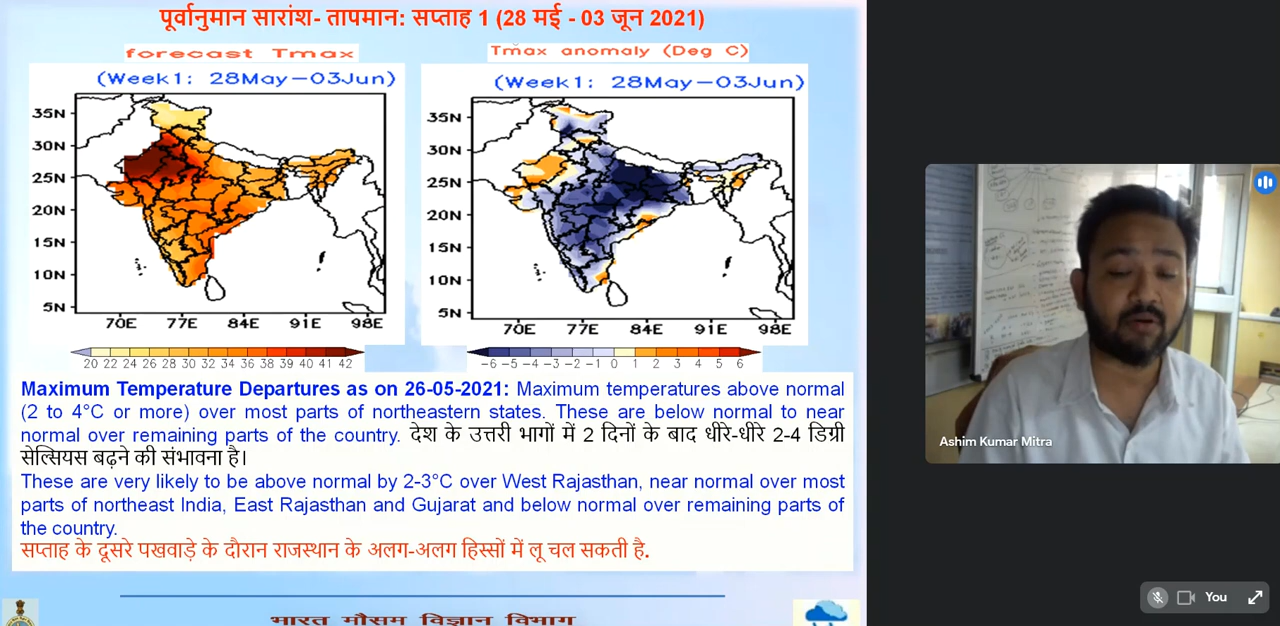 पूर्वानुमान सारांश- तापमान: सप्ताह 1 (28 मई - 03 जून 2021)
forecast Tmax
(Week1: 28May—03Jun)
35N
30N
25N
20N
15N
10N
5N
70E 77E 84E 91E 98E
20 22 24 26 28 30 32 34 36 37 38 39 40 41 42
Tmax anomaly (Deg C)
(Week1: 28May—03Jun)
35N
30N
25N
20N
15N
10N
5N
70E 77E 84E 91E 98E
−6 −5 −4 −3 −2 −1 0 1 2 3 4 5 6
Maximum Temperature Departures as on 26-05-2021: Maximum temperatures above normal
(2 to 4°C or more) over most parts of northeastern states. These are below normal to near
normal over remaining parts of the country. देश के उत्तरी भागों में 2 दिनों के बाद धीरे-धीरे 2-4 डिग्री
सेल्सियस बढ़ने की संभावना है।
These are very likely to be above normal by 2-3°C over West Rajasthan, near normal over most
parts of northeast India, East Rajasthan and Gujarat and below normal over remaining parts of
the country.
सप्ताह के दूसरे पखवाड़े के दौरान राजस्थान के अलग-अलग हिस्सों में लू चल सकती है.
भारत मौसम विज्ञान विभाग
Ashim Kumar Mitra
You